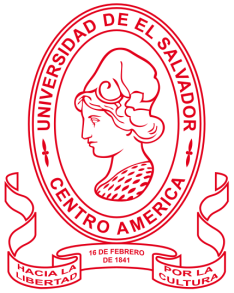 UNIVERSIDAD DE EL SALVADOR
CENTRO AMERICA
16 DE FEBRERO
DE 1841
HACIA LA
LIBERTAD
POR LA
CULTURA